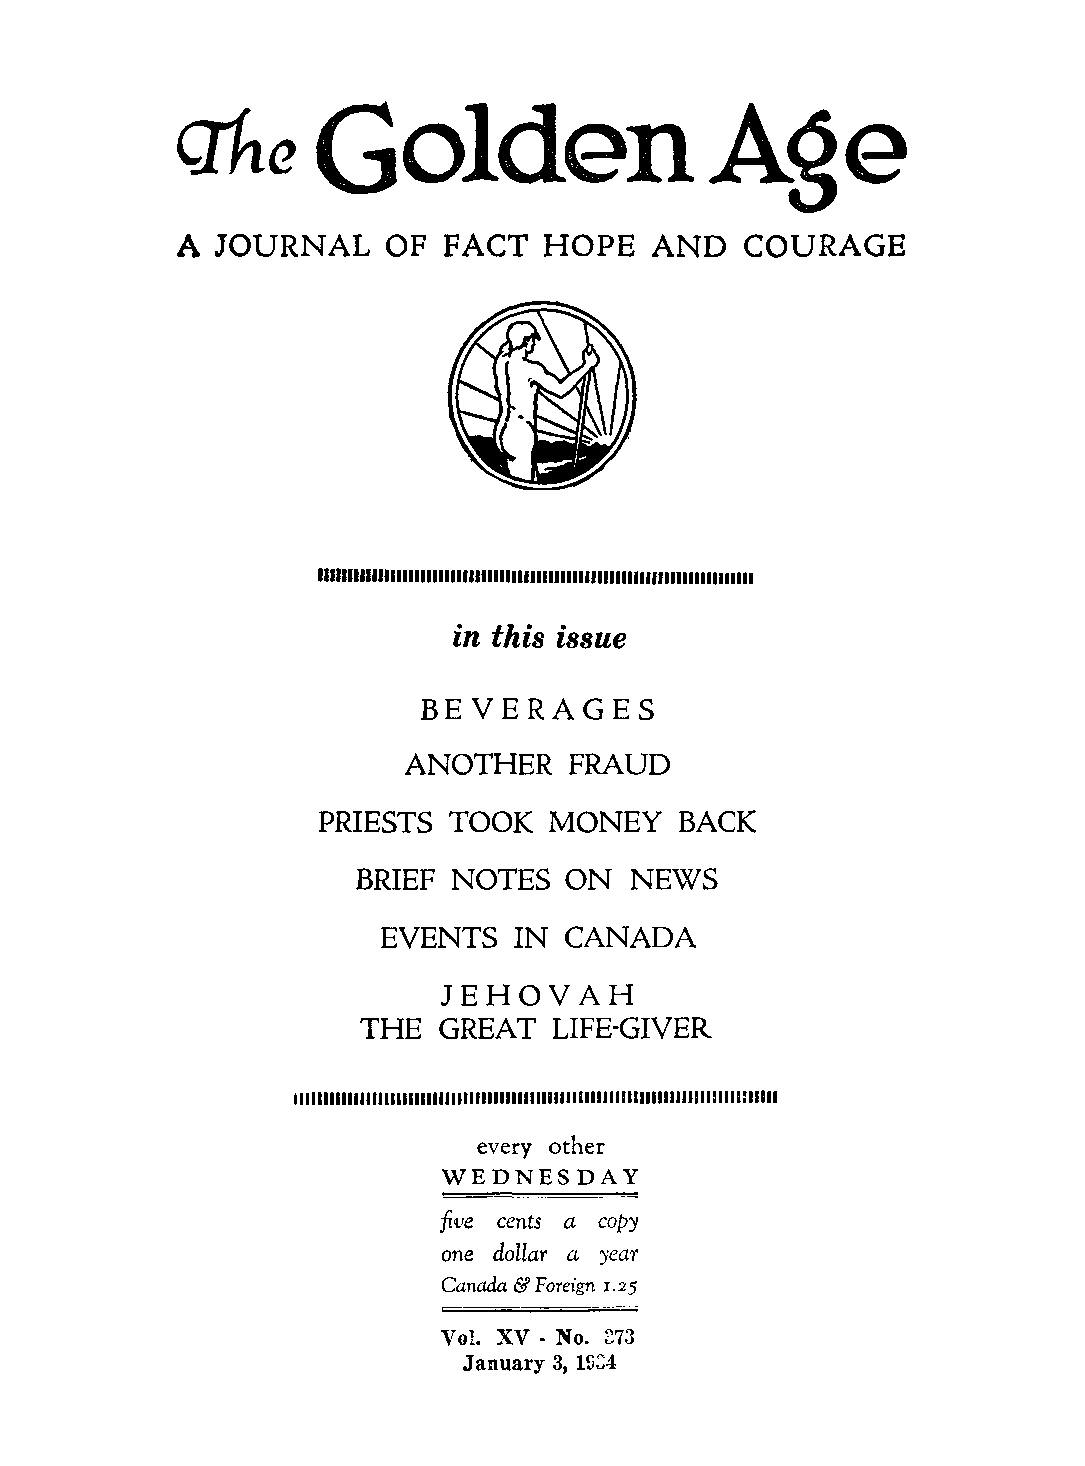 The Golden Age
A JOURNAL OF FACT HOPE AND COURAGE
in this issue
BEVERAGES
ANOTHER FRAUD
PRIESTS TOOK MONEY BACK
BRIEF NOTES ON NEWS
EVENTS IN CANADA
JEHOVAH
THE GREAT LIFE-GIVER
every other
WEDNESDAY
five cents a copy
one dollar a year
Canada & Foreign 1.25
Vol. XV - No. 373
January 3, 1934